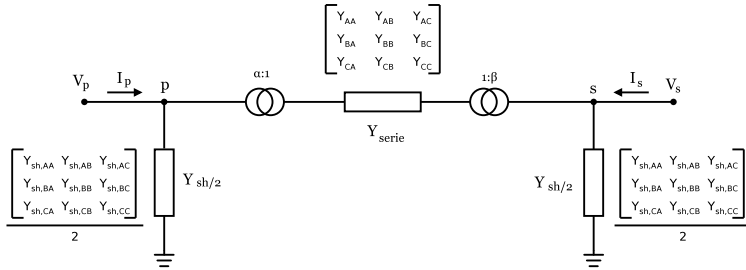 Y_AA Y_AB Y_AC
Y_BA Y_BB Y_BC
Y_CA Y_CB Y_CC
V_p I_p p α:1 1:β s I_s V_s
Y_serie
Y_sh,AA Y_sh,AB Y_sh,AC
Y_sh,BA Y_sh,BB Y_sh,BC
Y_sh,CA Y_sh,CB Y_sh,CC
2
Y_sh/2
Y_sh/2
Y_sh,AA Y_sh,AB Y_sh,AC
Y_sh,BA Y_sh,BB Y_sh,BC
Y_sh,CA Y_sh,CB Y_sh,CC
2